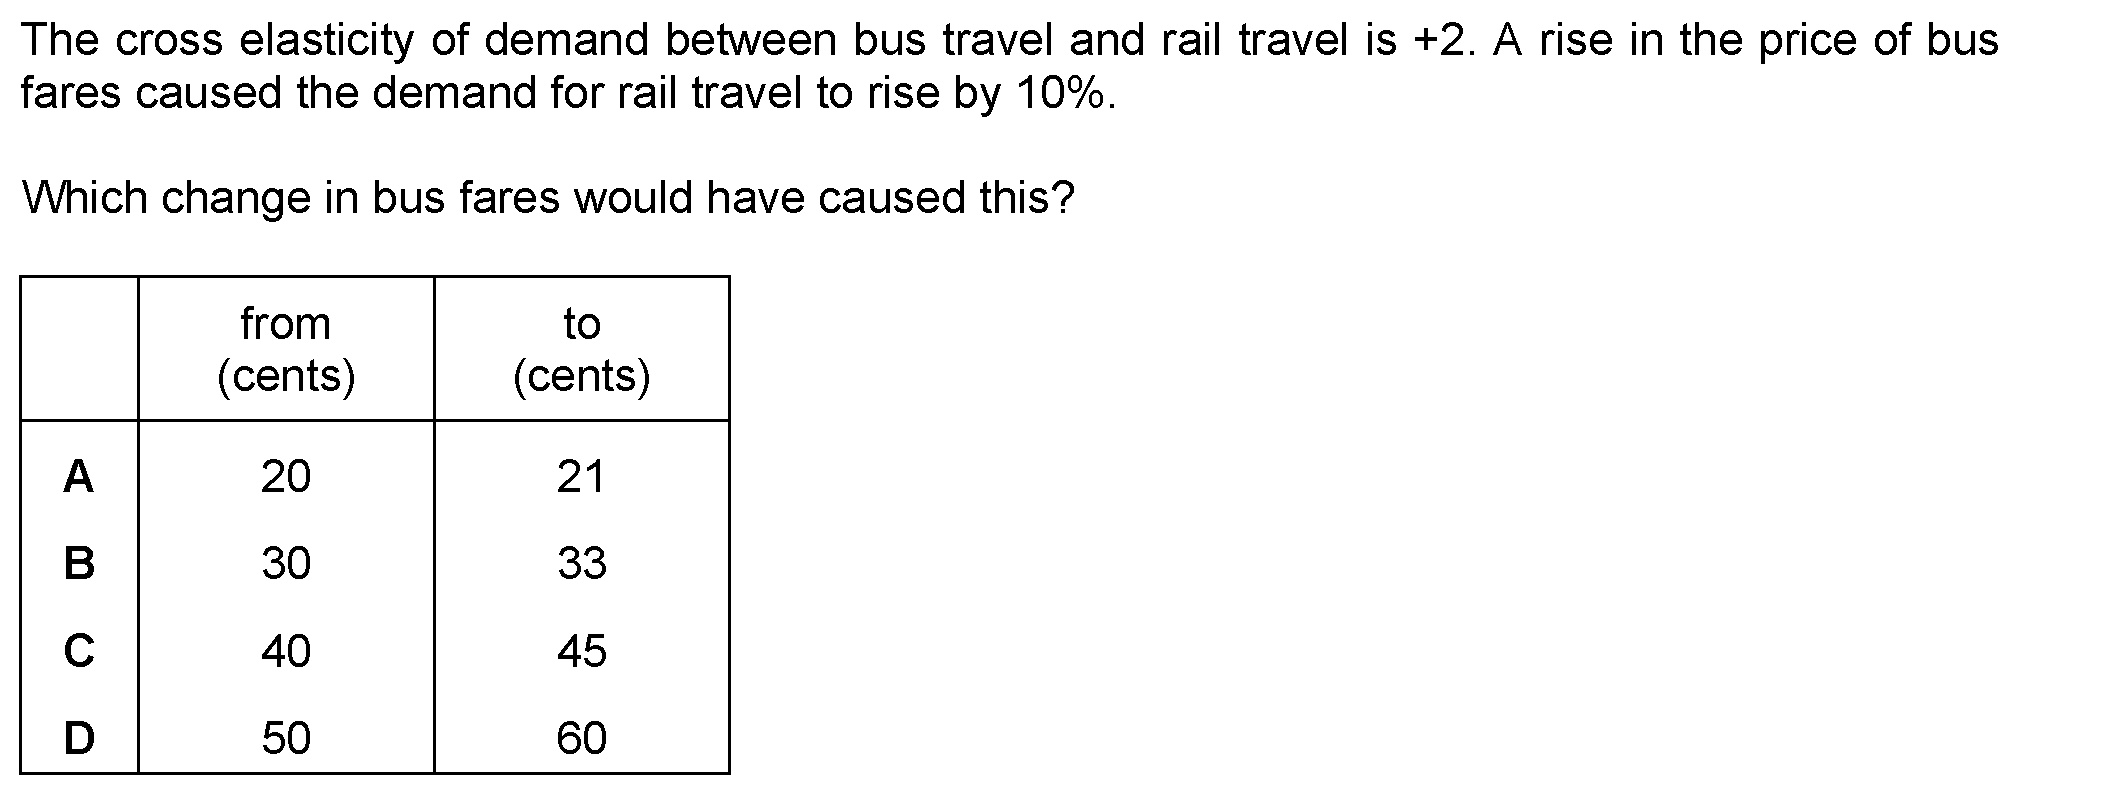 The cross elasticity of demand between bus travel and rail travel is +2. A rise in the price of bus
fares caused the demand for rail travel to rise by 10%.
Which change in bus fares would have caused this?
from to
(cents) (cents)
A 20 21
B 30 33
C 40 45
D 50 60